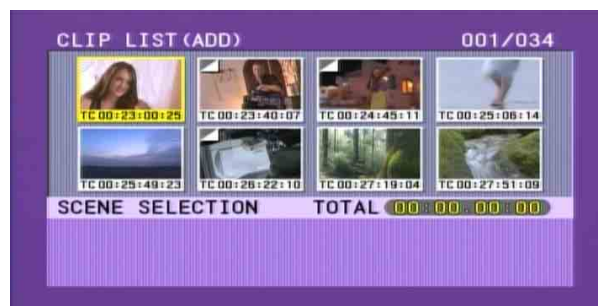 CLIP LIST(ADD) 001/034
TC 00:23:00:25 TC 00:23:40:07 TC 00:24:45:11 TC 00:25:06:14
TC 00:25:49:23 TC 00:26:22:10 TC 00:27:19:04 TC 00:27:51:09
SCENE SELECTION TOTAL 00:00.00:00